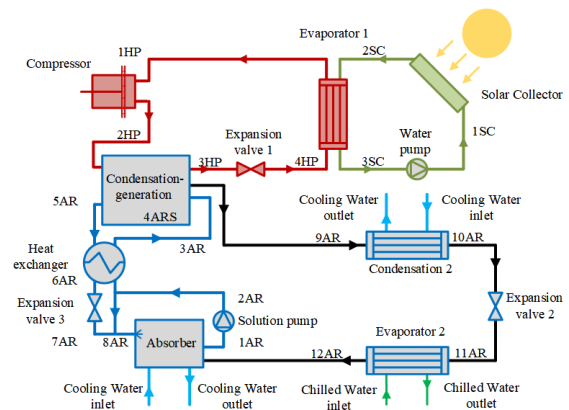 Evaporator 1
1HP
2SC
Compressor
Solar Collector
2HP
Expansion
valve 1
Water
pump
1SC
3HP
4HP
3SC
Condensation-
generation
Cooling Water
outlet
Cooling Water
inlet
5AR
4ARS
9AR
10AR
3AR
Heat
exchanger
Condensation 2
6AR
Expansion
valve 3
2AR
Solution pump
Expansion
valve 2
Evaporator 2
7AR
8AR
Absorber
1AR
12AR
11AR
Cooling Water
inlet
Cooling Water
outlet
Chilled Water
inlet
Chilled Water
outlet